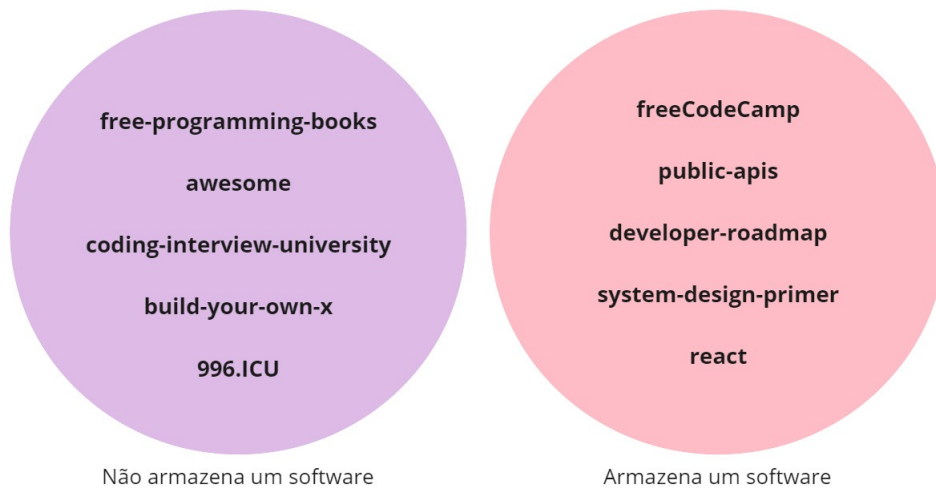 free-programming-books
awesome
coding-interview-university
build-your-own-x
996.ICU
Não armazena um software
freeCodeCamp
public-apis
developer-roadmap
system-design-primer
react
Armazena um software